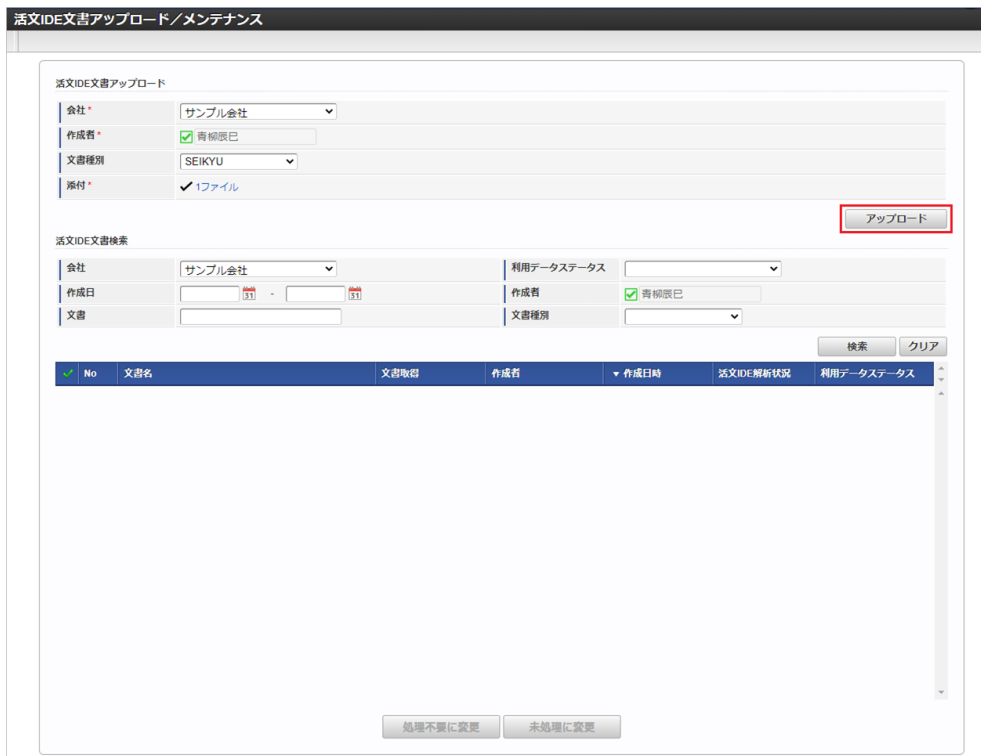 活文IDE文書アップロード／メンテナンス
活文IDE文書アップロード
会社* サンプル会社
作成者* 青柳辰巳
文書種別 SEIKYU
添付* 1ファイル
アップロード
活文IDE文書検索
会社 サンプル会社 利用データステータス
作成日 31 - 31 作成者 青柳辰巳
文書 文書種別
検索 クリア
No 文書名 文書取得 作成者 ▼ 作成日時 活文IDE解析状況 利用データステータス
処理不要に変更 未処理に変更